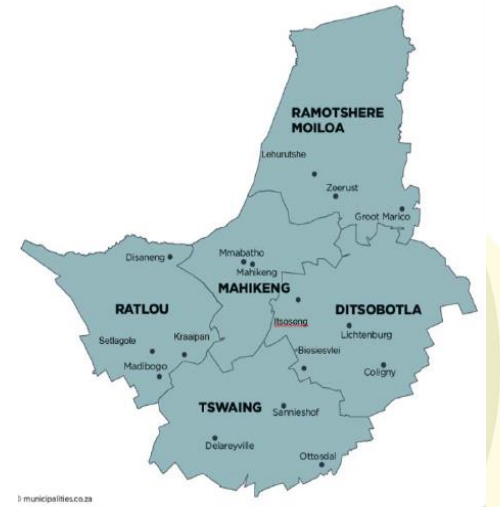 RAMOTSHERE
MOILOA
Lehurutshe
Zeerust
Groot Marico
Disaneng
Mmabatho
Mahikeng
MAHIKENG
Itsoseng
RATLOU
DITSOBOTLA
Lichtenburg
Setlagole
Kraaipan
Biesiesvlei
Madibogo
Coligny
TSWAING
Sannieshof
Delareyville
Ottosdal
© municipalities.co.za